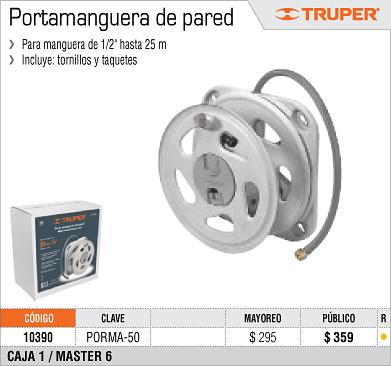 Portamanguera de pared
TRUPER®
Para manguera de 1/2" hasta 25 m
Incluye: tornillos y taquetes
TRUPER
CÓDIGO CLAVE MAYOREO PÚBLICO R
10390 PORMA-50 $ 295 $ 359
CAJA 1 / MASTER 6